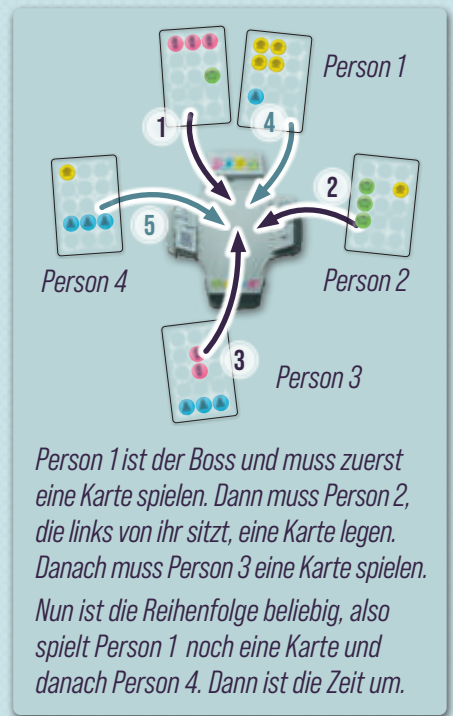 Person 1
1
4
2
5
Person 4
Person 2
3
Person 3
Person 1 ist der Boss und muss zuerst
eine Karte spielen. Dann muss Person 2,
die links von ihr sitzt, eine Karte legen.
Danach muss Person 3 eine Karte spielen.
Nun ist die Reihenfolge beliebig, also
spielt Person 1 noch eine Karte und
danach Person 4. Dann ist die Zeit um.